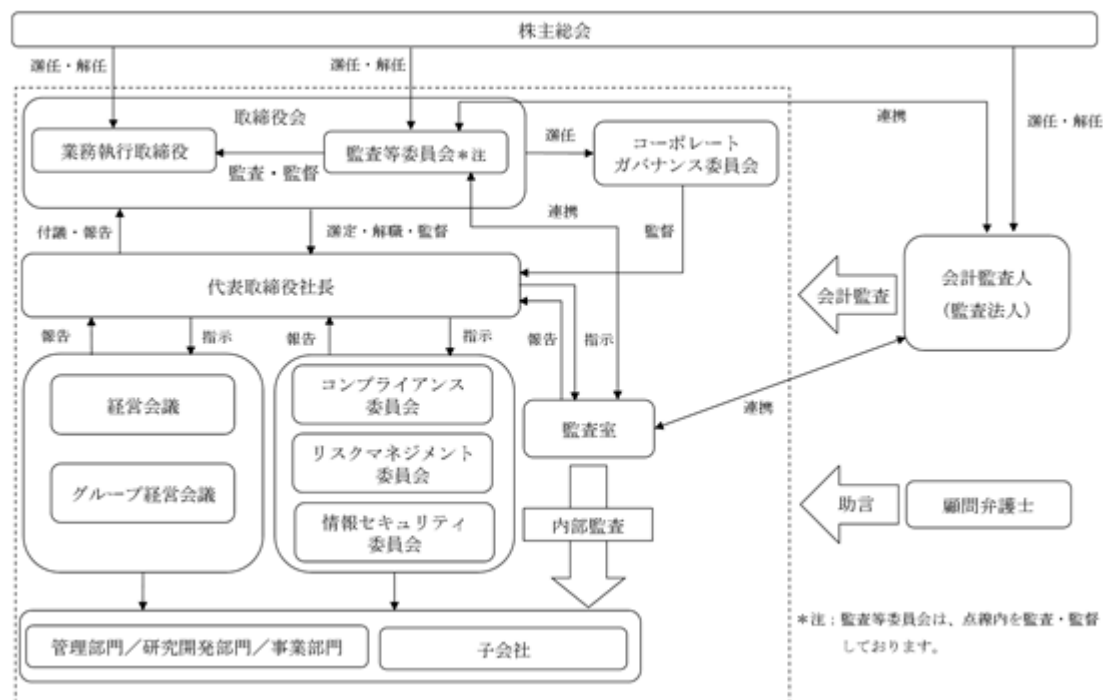 株主総会
選任・解任
選任・解任
取締役会
業務執行取締役
監査・監督
監査等委員会＊注
選任
コーポレート
ガバナンス委員会
連携
選任・解任
付議・報告
選定・解職・監督
連携
監督
代表取締役社長
会計監査
会計監査人
（監査法人）
報告
指示
報告
指示
報告
指示
経営会議
グループ経営会議
コンプライアンス
委員会
リスクマネジメント
委員会
情報セキュリティ
委員会
監査室
連携
内部監査
助言
顧問弁護士
管理部門／研究開発部門／事業部門
子会社
＊注：監査等委員会は、点線内を監査・監督
しております。